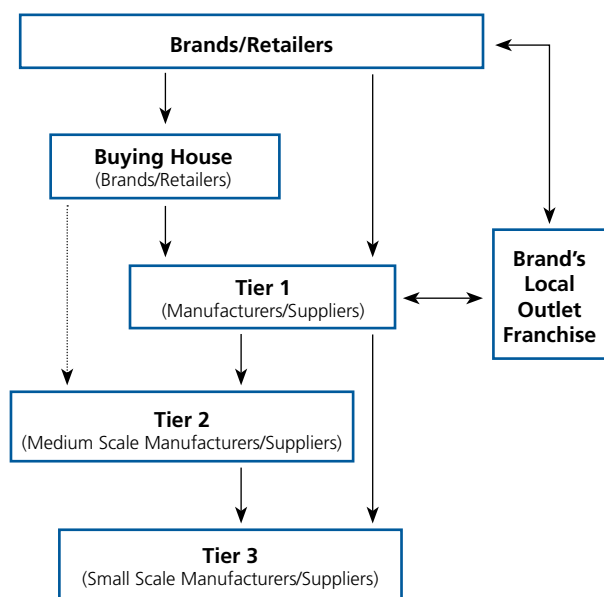 Brands/Retailers
Buying House
(Brands/Retailers)
Tier 1
(Manufacturers/Suppliers)
Brand’s
Local
Outlet
Franchise
Tier 2
(Medium Scale Manufacturers/Suppliers)
Tier 3
(Small Scale Manufacturers/Suppliers)